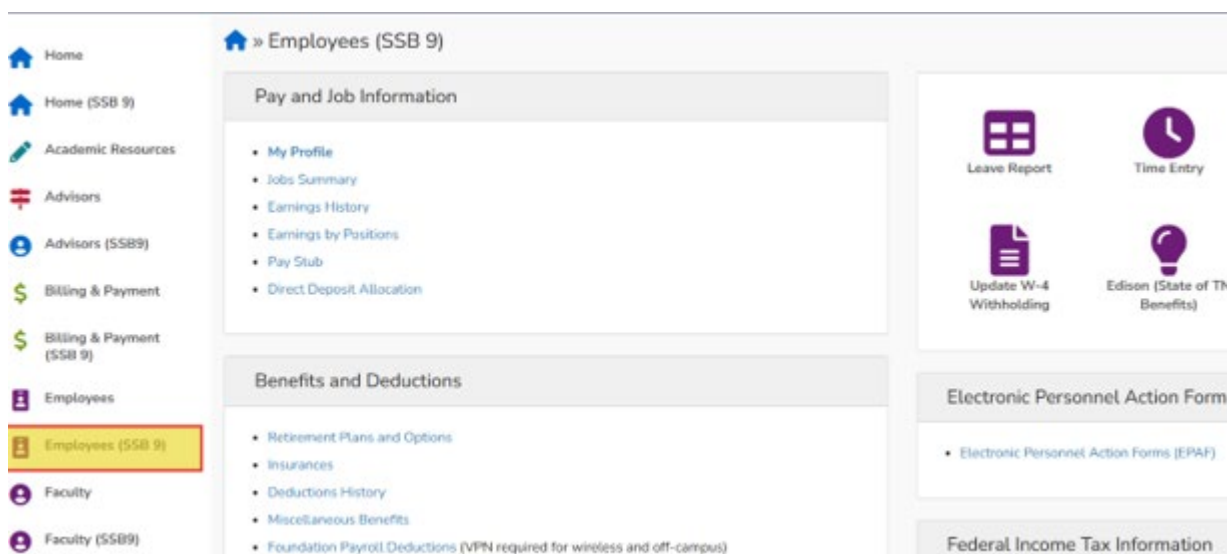 Home
Home (SSB 9)
Academic Resources
Advisors
Advisors (SSB9)
Billing & Payment
Billing & Payment
(SSB 9)
Employees
Employees (SSB 9)
Faculty
Faculty (SSB9)
» Employees (SSB 9)
Pay and Job Information
• My Profile
• Jobs Summary
• Earnings History
• Earnings by Positions
• Pay Stub
• Direct Deposit Allocation
Benefits and Deductions
• Retirement Plans and Options
• Insurances
• Deductions History
• Miscellaneous Benefits
• Foundation Payroll Deductions (VPN required for wireless and off-campus)
Leave Report
Time Entry
Update W-4
Withholding
Edison (State of TN
Benefits)
Electronic Personnel Action Form
• Electronic Personnel Action Forms (EPAF)
Federal Income Tax Information